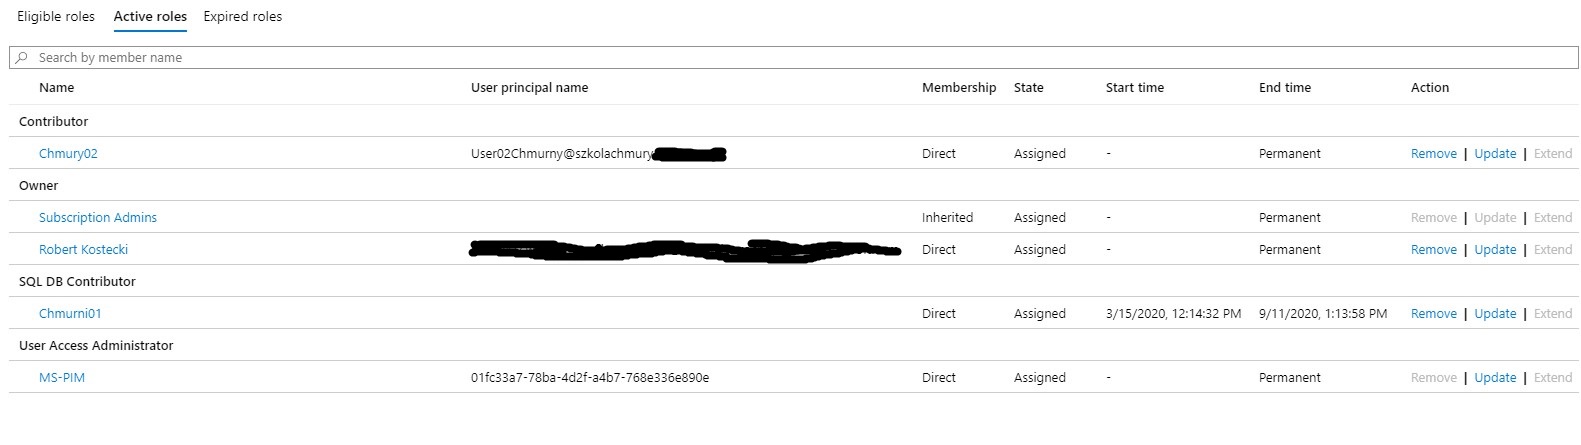 Eligible roles Active roles Expired roles
Search by member name
Name User principal name Membership State Start time End time Action
Contributor
Chmury02 User02Chmurny@szkolachmury Direct Assigned - Permanent Remove | Update | Extend
Owner
Subscription Admins Inherited Assigned - Permanent Remove | Update | Extend
Robert Kostecki Direct Assigned - Permanent Remove | Update | Extend
SQL DB Contributor
Chmurni01 Direct Assigned 3/15/2020, 12:14:32 PM 9/11/2020, 1:13:58 PM Remove | Update | Extend
User Access Administrator
MS-PIM 01fc33a7-78ba-4d2f-a4b7-768e336e890e Direct Assigned - Permanent Remove | Update | Extend